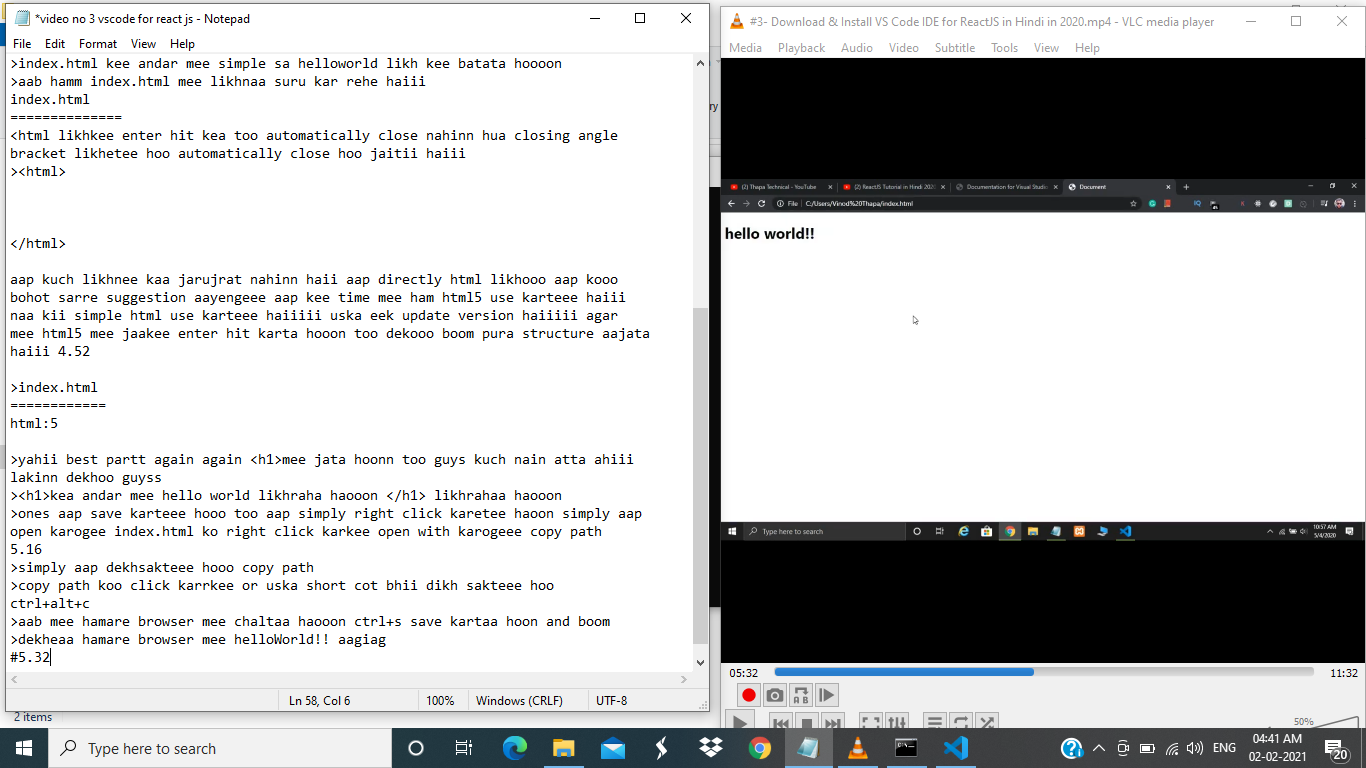 *video no 3 vscode for react js - Notepad
File Edit Format View Help
>index.html kee andar mee simple sa helloworld likh kee batata hoooon
>aab hamm index.html mee likhnaa suru kar rehe haiii
index.html
==============
<html likhkee enter hit kea too automatically close nahinn hua closing angle
bracket likhetee hoo automatically close hoo jaitii haiii
><html>
</html>
aap kuch likhnee kaa jarujrat nahinn haii aap directly html likhooo aap kooo
bohot sarre suggestion aayengeee aap kee time mee ham html5 use karteee haiii
naa kii simple html use karteee haiiiii uska eek update version haiiiii agar
mee html5 mee jaakee enter hit karta hooon too dekooo boom pura structure aajata
haiii 4.52
>index.html
============
html:5
>yahii best partt again again <h1>mee jata hoonn too guys kuch nain atta ahiii
lakinn dekhoo guyss
><h1>kea andar mee hello world likhraha haooon </h1> likhrahaa haooon
>ones aap save karteee hooo too aap simply right click karetee haoon simply aap
open karogee index.html ko right click karkee open with karogeee copy path
5.16
>simply aap dekhsakteee hooo copy path
>copy path koo click karrkee or uska short cot bhii dikh sakteee hoo
ctrl+alt+c
>aab mee hamare browser mee chaltaa haooon ctrl+s save kartaa hoon and boom
>dekheaa hamare browser mee helloWorld!! aagiag
#5.32
Ln 58, Col 6 100% Windows (CRLF) UTF-8
2 items
ry
#3- Download & Install VS Code IDE for ReactJS in Hindi in 2020.mp4 - VLC media player
Media Playback Audio Video Subtitle Tools View Help
(2) Thapa Technical - YouTube (2) ReactJS Tutorial in Hindi 202 Documentation for Visual Studio Document
File C:/Users/Vinod%20Thapa/index.html
hello world!!
Type here to search 10:57 AM
5/4/2020
05:32 11:32
50%
Type here to search ENG 04:41 AM
02-02-2021 20